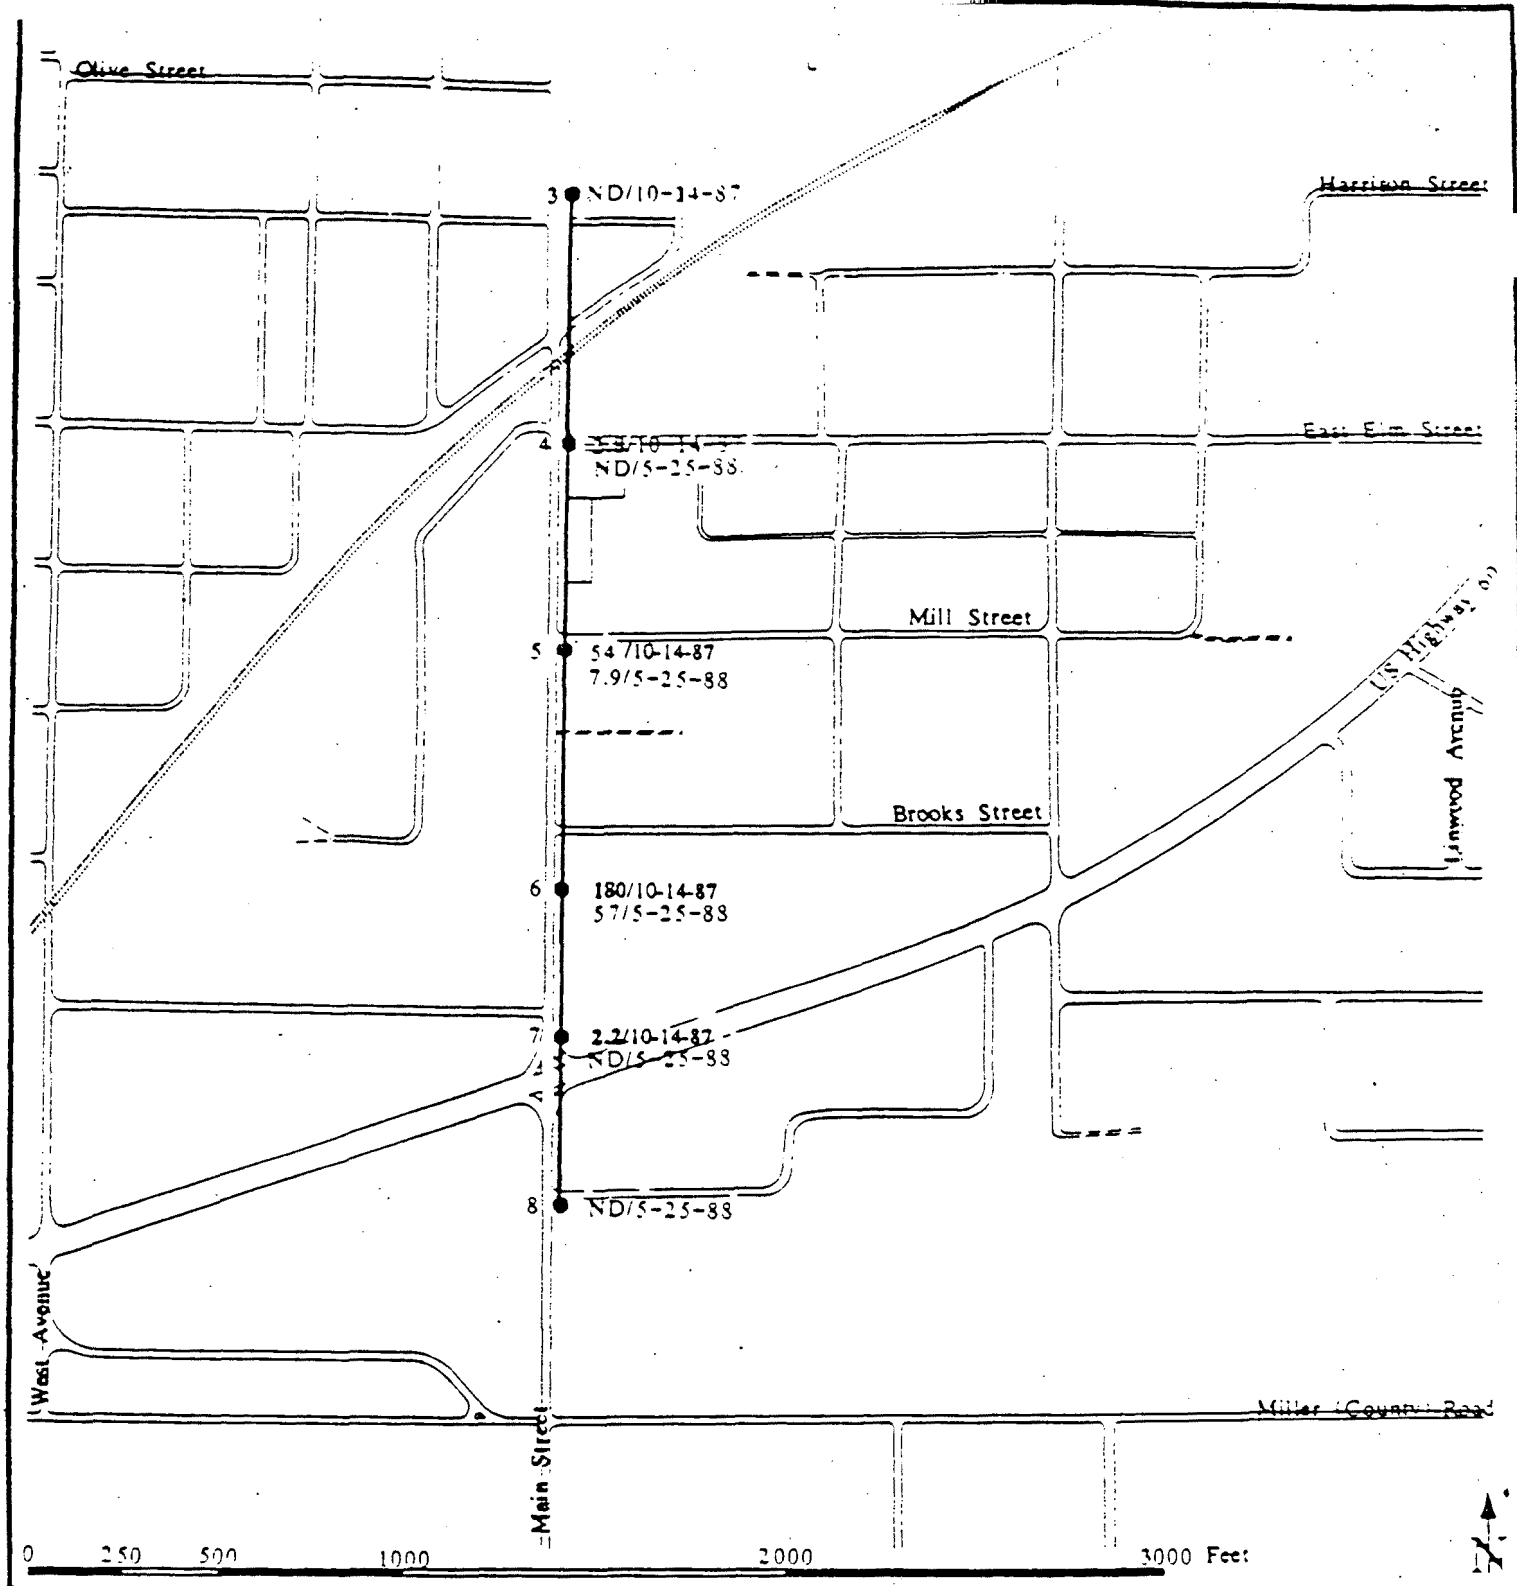 Olive Street
3 ND/10-14-87
Harrison Street
4
ND/5-25-88
East Elm Street
Mill Street
5 54 /10-14-87
7.9/5-25-88
US Highway
Linwood Avenue
Brooks Street
6 180/10-14-87
57/5-25-88
7 2.2/10-14-87
ND/5-25-88
8 ND/5-25-88
West Avenue
Main Street
Miller (County) Road
0 250 500 1000 2000 3000 Feet
N